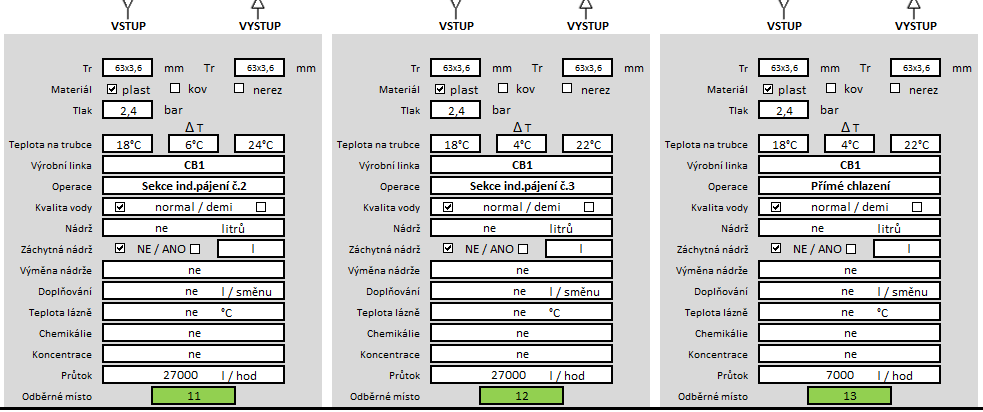 VSTUP VYSTUP VSTUP VYSTUP VSTUP VYSTUP
Tr 63x3,6 mm Tr 63x3,6 mm Tr 63x3,6 mm Tr 63x3,6 mm Tr 63x3,6 mm Tr 63x3,6 mm
Materiál plast kov nerez Materiál plast kov nerez Materiál plast kov nerez
Tlak 2,4 bar Tlak 2,4 bar Tlak 2,4 bar
Δ T Δ T Δ T
Teplota na trubce 18°C 6°C 24°C Teplota na trubce 18°C 4°C 22°C Teplota na trubce 18°C 4°C 22°C
Výrobní linka CB1 Výrobní linka CB1 Výrobní linka CB1
Operace Sekce ind.pájení č.2 Operace Sekce ind.pájení č.3 Operace Přímé chlazení
Kvalita vody normal / demi Kvalita vody normal / demi Kvalita vody normal / demi
Nádrž ne litrů Nádrž ne litrů Nádrž ne litrů
Záchytná nádrž NE / ANO l Záchytná nádrž NE / ANO l Záchytná nádrž NE / ANO l
Výměna nádrže ne Výměna nádrže ne Výměna nádrže ne
Doplňování ne l / směnu Doplňování ne l / směnu Doplňování ne l / směnu
Teplota lázně ne °C Teplota lázně ne °C Teplota lázně ne °C
Chemikálie ne Chemikálie ne Chemikálie ne
Koncentrace ne Koncentrace ne Koncentrace ne
Průtok 27000 l / hod Průtok 27000 l / hod Průtok 7000 l / hod
Odběrné místo 11 Odběrné místo 12 Odběrné místo 13